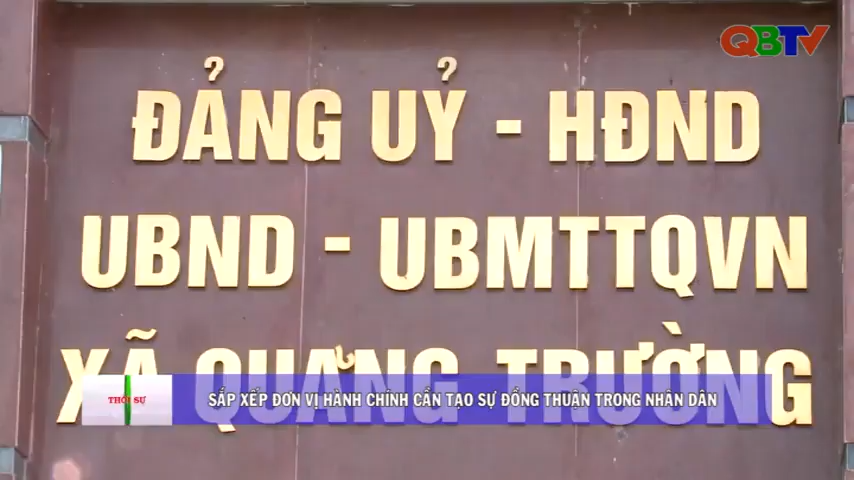 QBTV
ĐẢNG UỶ - HĐND
UBND - UBMTTQVN
XÃ QUẢNG TRƯỜNG
THỜI SỰ
SẮP XẾP ĐƠN VỊ HÀNH CHÍNH CẦN TẠO SỰ ĐỒNG THUẬN TRONG NHÂN DÂN